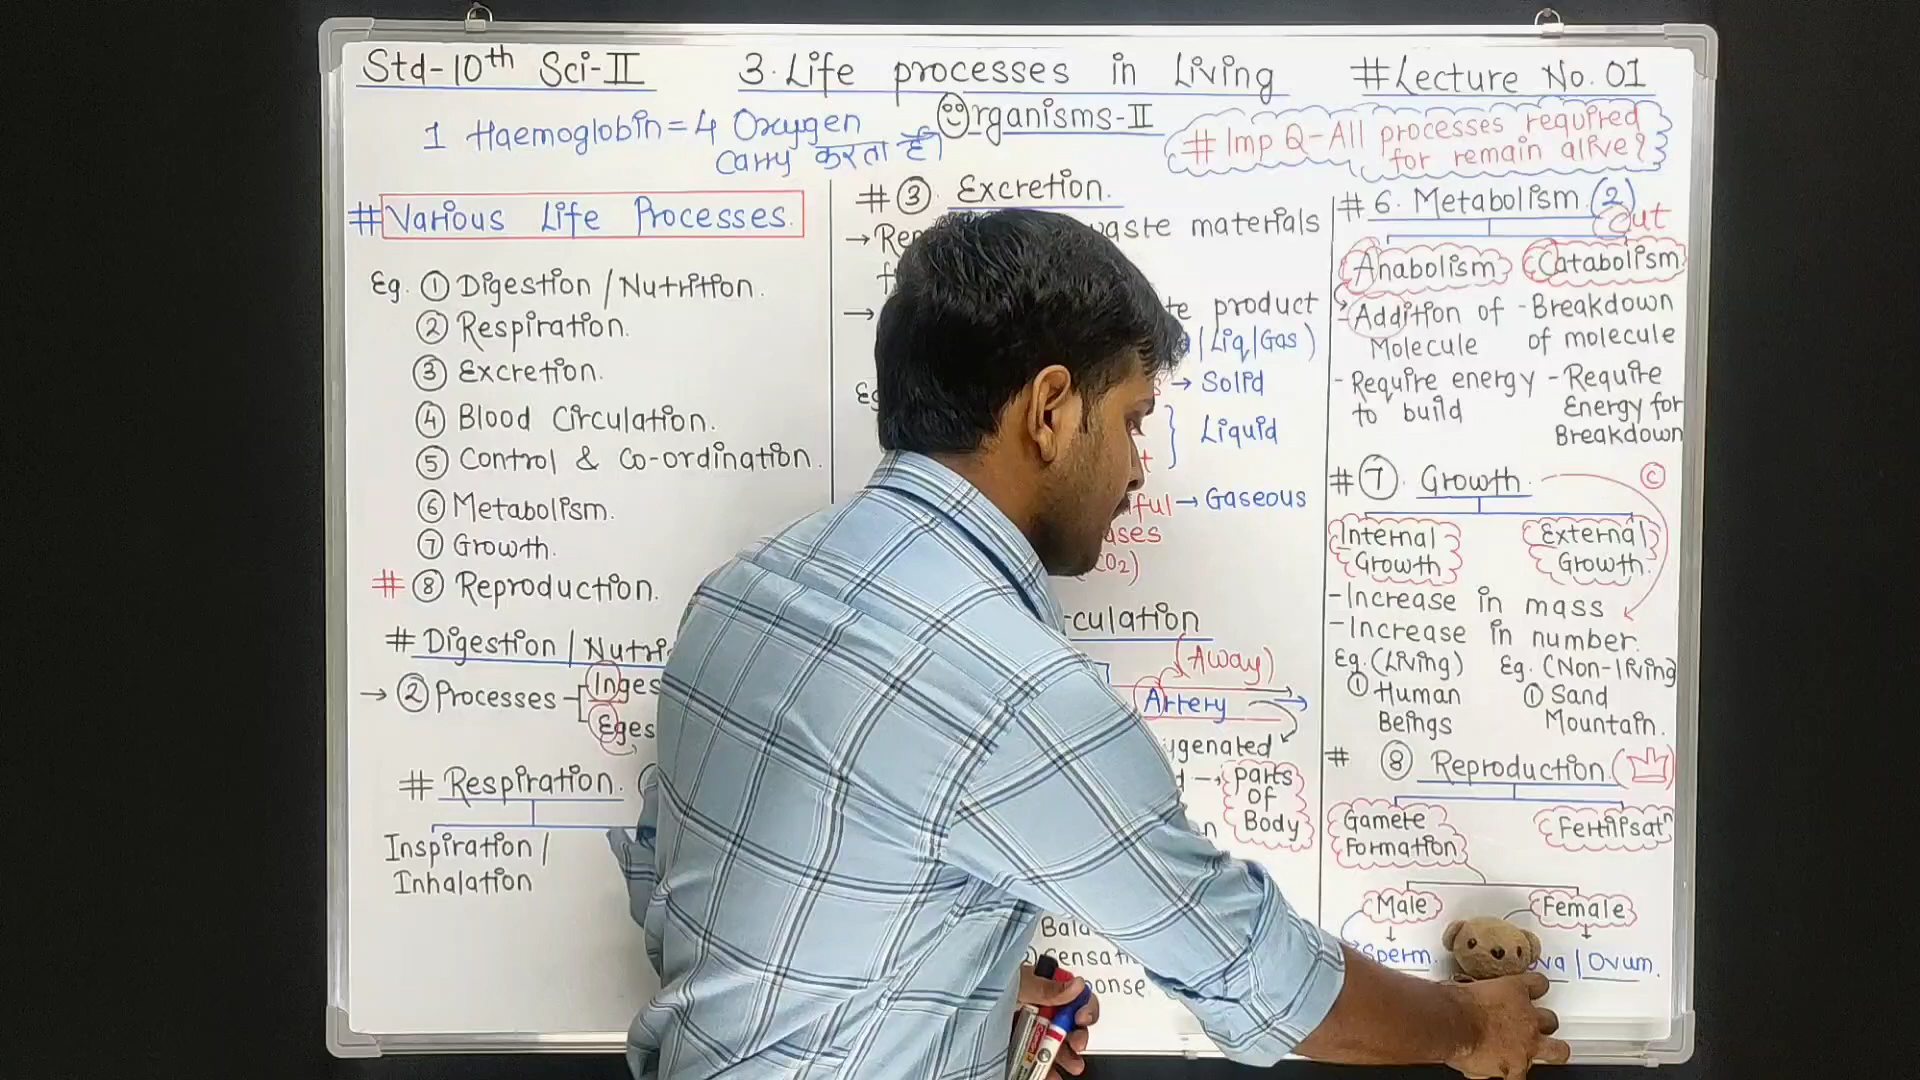 Std-10th Sci-II
3. Life processes in Living
Organisms-II
#Lecture No. 01
1 Haemoglobin = 4 Oxygen
Carry करता है।
# Imp Q-All processes required
for remain alive?
#Various Life Processes.
Eg. ① Digestion / Nutrition.
② Respiration.
③ Excretion.
④ Blood Circulation.
⑤ Control & Co-ordination.
⑥ Metabolism.
⑦ Growth.
# ⑧ Reproduction.
# Digestion / Nutri
→ ② Processes
Inges
Eges
# Respiration.
Inspiration /
Inhalation
# ③ Excretion.
waste materials
product
| Liq | Gas)
→ Solid
} Liquid
→ Gaseous
(Away)
Artery
parts
of
Body
# 6. Metabolism. (2)
Out
Anabolism
- Addition of
Molecule
- Require energy
to build
Catabolism
- Breakdown
of molecule
- Require
Energy for
Breakdown
# ⑦. Growth.
C
Internal
Growth
External
Growth.
- Increase in mass
- Increase in number.
Eg. (Living)
① Human
Beings
Eg. (Non-living)
① Sand
Mountain.
# ⑧ Reproduction.
Gamete
Formation
Fertilisatn
Male
↓
Sperm.
Female
↓
Ova | Ovum.